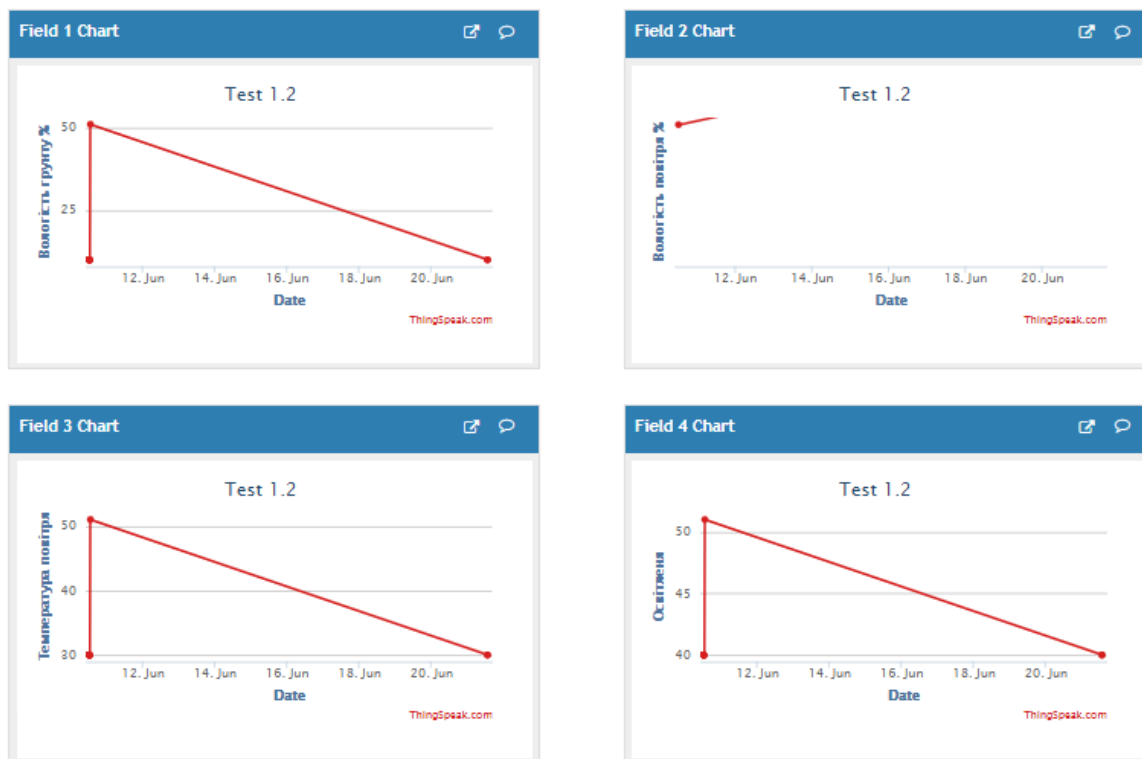 Field 1 Chart
Test 1.2
Вологість грунту %
50
25
12. Jun 14. Jun 16. Jun 18. Jun 20. Jun
Date
ThingSpeak.com
Field 2 Chart
Test 1.2
Вологість повітря %
12. Jun 14. Jun 16. Jun 18. Jun 20. Jun
Date
ThingSpeak.com
Field 3 Chart
Test 1.2
Температура повітря
50
40
30
12. Jun 14. Jun 16. Jun 18. Jun 20. Jun
Date
ThingSpeak.com
Field 4 Chart
Test 1.2
Освітленя
50
45
40
12. Jun 14. Jun 16. Jun 18. Jun 20. Jun
Date
ThingSpeak.com